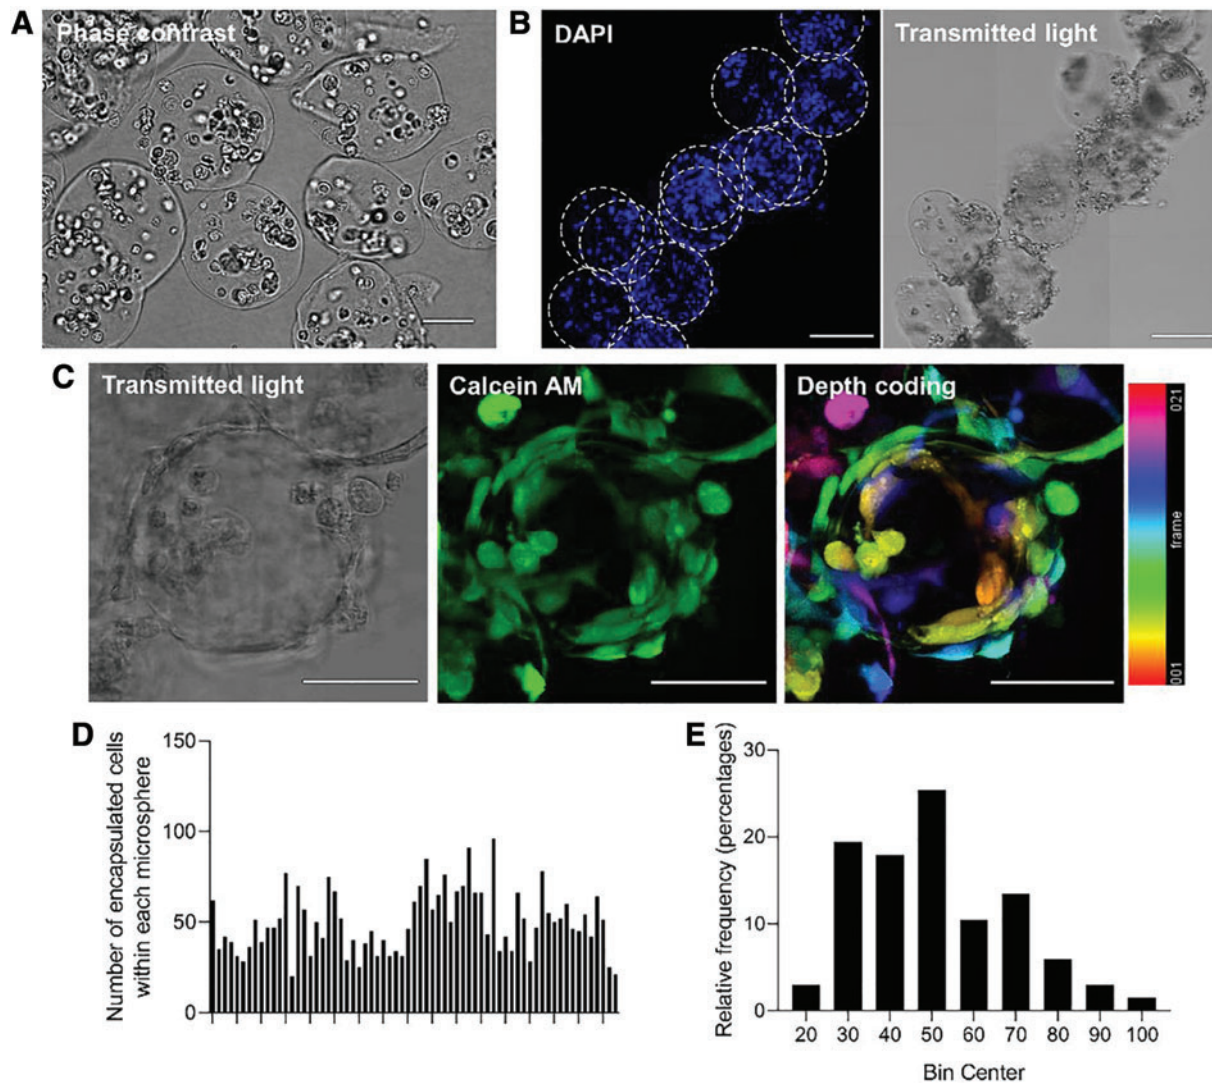 A
Phase contrast
B
DAPI
Transmitted light
C
Transmitted light
Calcein AM
Depth coding
021
frame
001
D
Number of encapsulated cells
within each microsphere
150
100
50
0
E
Relative frequency (percentages)
30
20
10
0
20 30 40 50 60 70 80 90 100
Bin Center